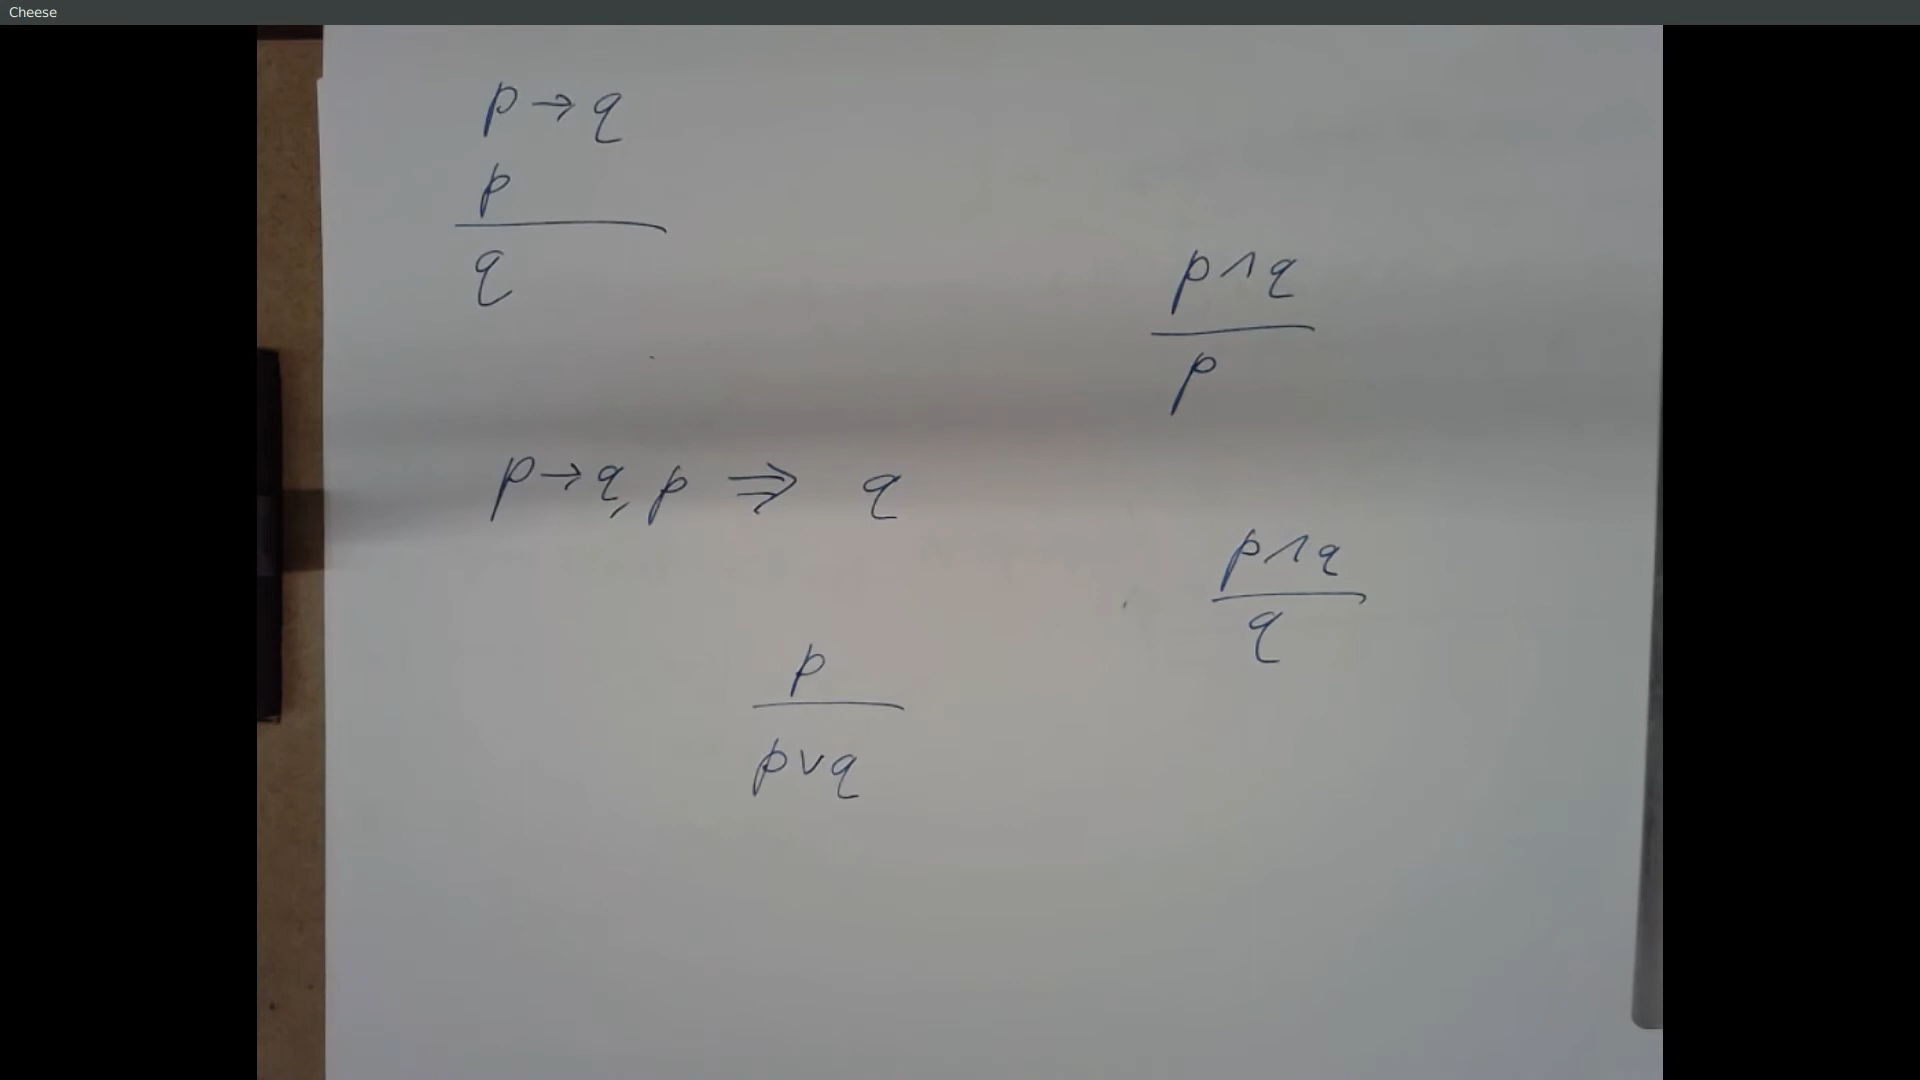 Cheese
p → q
p
q
p ∧ q
p
p → q, p ⇒ q
p ∧ q
q
p
p ∨ q